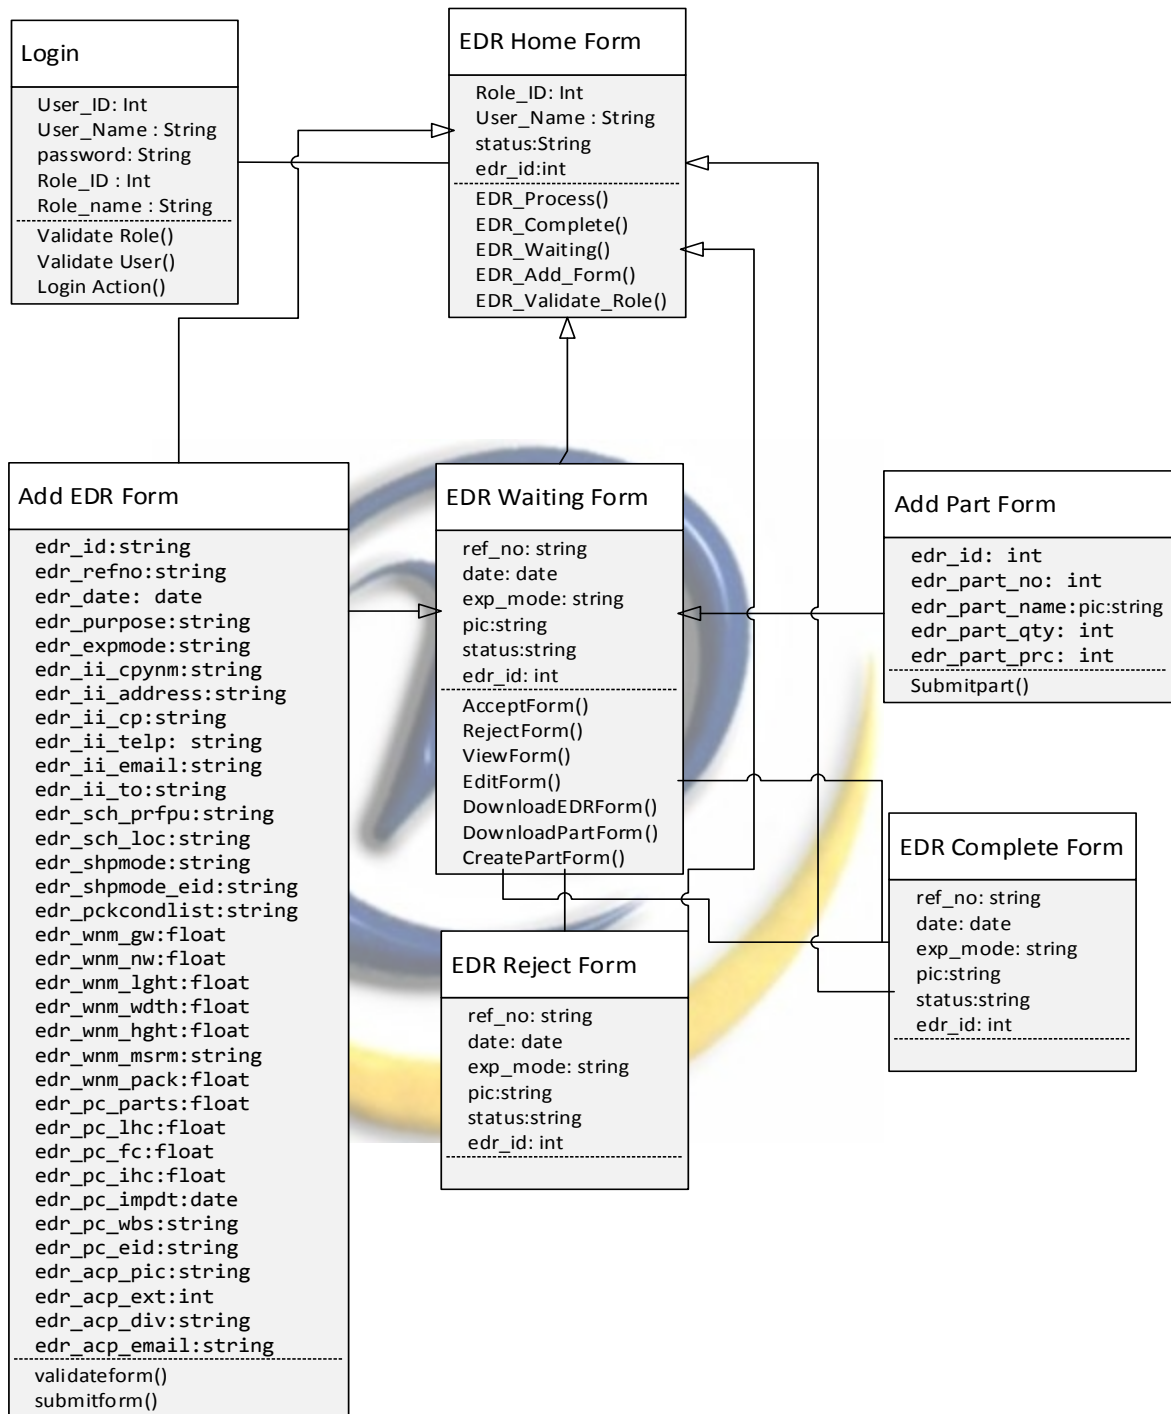 Login
User_ID: Int
User_Name : String
password: String
Role_ID : Int
Role_name : String
Validate Role()
Validate User()
Login Action()
EDR Home Form
Role_ID: Int
User_Name : String
status:String
edr_id:int
EDR_Process()
EDR_Complete()
EDR_Waiting()
EDR_Add_Form()
EDR_Validate_Role()
Add EDR Form
edr_id:string
edr_refno:string
edr_date: date
edr_purpose:string
edr_expmode:string
edr_ii_cpynm:string
edr_ii_address:string
edr_ii_cp:string
edr_ii_telp: string
edr_ii_email:string
edr_ii_to:string
edr_sch_prfpu:string
edr_sch_loc:string
edr_shpmode:string
edr_shpmode_eid:string
edr_pckcondlist:string
edr_wnm_gw:float
edr_wnm_nw:float
edr_wnm_lght:float
edr_wnm_wdth:float
edr_wnm_hght:float
edr_wnm_msrm:string
edr_wnm_pack:float
edr_pc_parts:float
edr_pc_lhc:float
edr_pc_fc:float
edr_pc_ihc:float
edr_pc_impdt:date
edr_pc_wbs:string
edr_pc_eid:string
edr_acp_pic:string
edr_acp_ext:int
edr_acp_div:string
edr_acp_email:string
validateform()
submitform()
EDR Waiting Form
ref_no: string
date: date
exp_mode: string
pic:string
status:string
edr_id: int
AcceptForm()
RejectForm()
ViewForm()
EditForm()
DownloadEDRForm()
DownloadPartForm()
CreatePartForm()
Add Part Form
edr_id: int
edr_part_no: int
edr_part_name:pic:string
edr_part_qty: int
edr_part_prc: int
Submitpart()
EDR Reject Form
ref_no: string
date: date
exp_mode: string
pic:string
status:string
edr_id: int
EDR Complete Form
ref_no: string
date: date
exp_mode: string
pic:string
status:string
edr_id: int